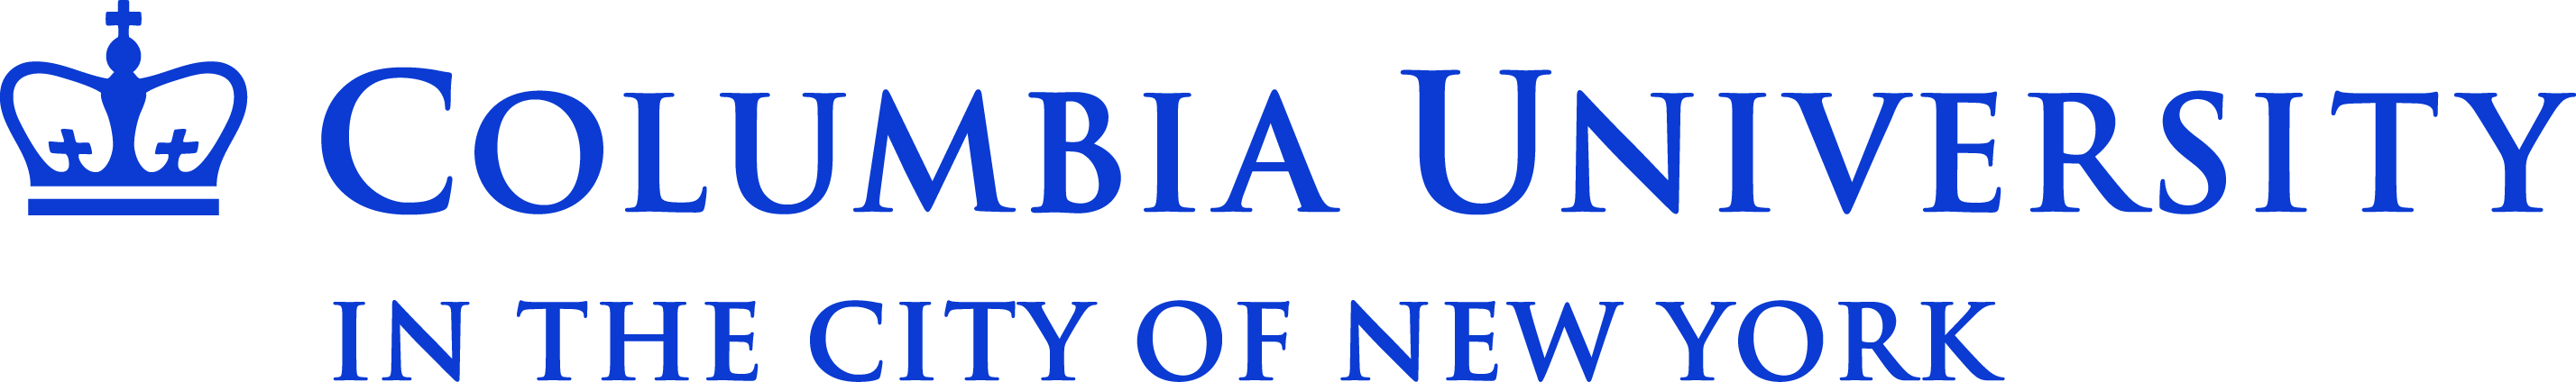 COLUMBIA UNIVERSITY
IN THE CITY OF NEW YORK